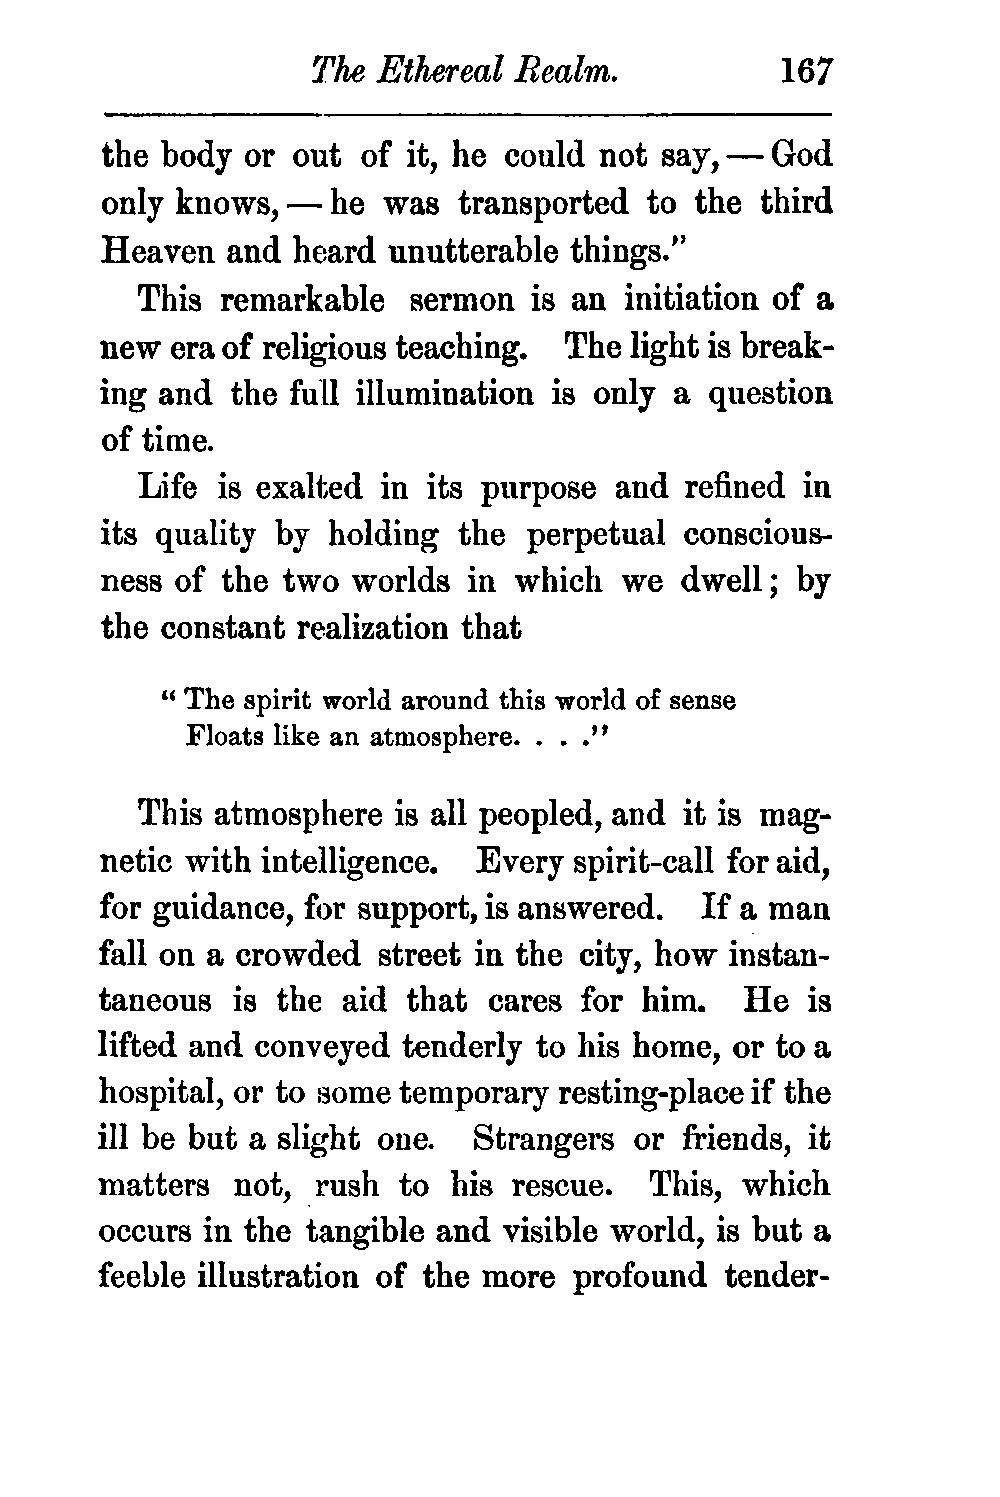 The Ethereal Realm. 167
the body or out of it, he could not say, — God
only knows, — he was transported to the third
Heaven and heard unutterable things."
This remarkable sermon is an initiation of a
new era of religious teaching. The light is break-
ing and the full illumination is only a question
of time.
Life is exalted in its purpose and refined in
its quality by holding the perpetual conscious-
ness of the two worlds in which we dwell; by
the constant realization that
"The spirit world around this world of sense
Floats like an atmosphere. . . ."
This atmosphere is all peopled, and it is mag-
netic with intelligence. Every spirit-call for aid,
for guidance, for support, is answered. If a man
fall on a crowded street in the city, how instan-
taneous is the aid that cares for him. He is
lifted and conveyed tenderly to his home, or to a
hospital, or to some temporary resting-place if the
ill be but a slight one. Strangers or friends, it
matters not, rush to his rescue. This, which
occurs in the tangible and visible world, is but a
feeble illustration of the more profound tender-